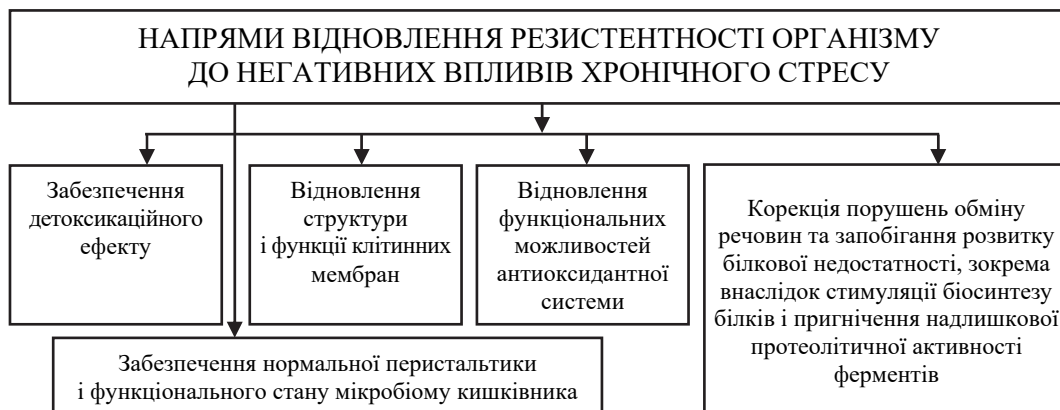 НАПРЯМИ ВІДНОВЛЕННЯ РЕЗИСТЕНТНОСТІ ОРГАНІЗМУ
ДО НЕГАТИВНИХ ВПЛИВІВ ХРОНІЧНОГО СТРЕСУ
Забезпечення
детоксикаційного
ефекту
Відновлення
структури
і функції клітинних
мембран
Відновлення
функціональних
можливостей
антиоксидантної
системи
Корекція порушень обміну
речовин та запобігання розвитку
білкової недостатності, зокрема
внаслідок стимуляції біосинтезу
білків і пригнічення надлишкової
протеолітичної активності
ферментів
Забезпечення нормальної перистальтики
і функціонального стану мікробіому кишківника